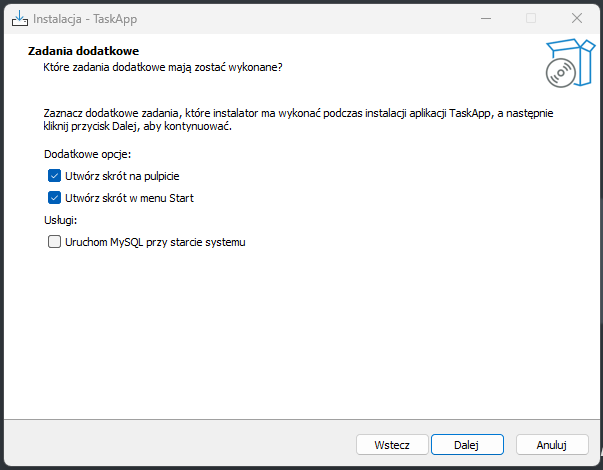 Instalacja - TaskApp
Zadania dodatkowe
Które zadania dodatkowe mają zostać wykonane?
Zaznacz dodatkowe zadania, które instalator ma wykonać podczas instalacji aplikacji TaskApp, a następnie
kliknij przycisk Dalej, aby kontynuować.
Dodatkowe opcje:
Utwórz skrót na pulpicie
Utwórz skrót w menu Start
Usługi:
Uruchom MySQL przy starcie systemu
Wstecz
Dalej
Anuluj